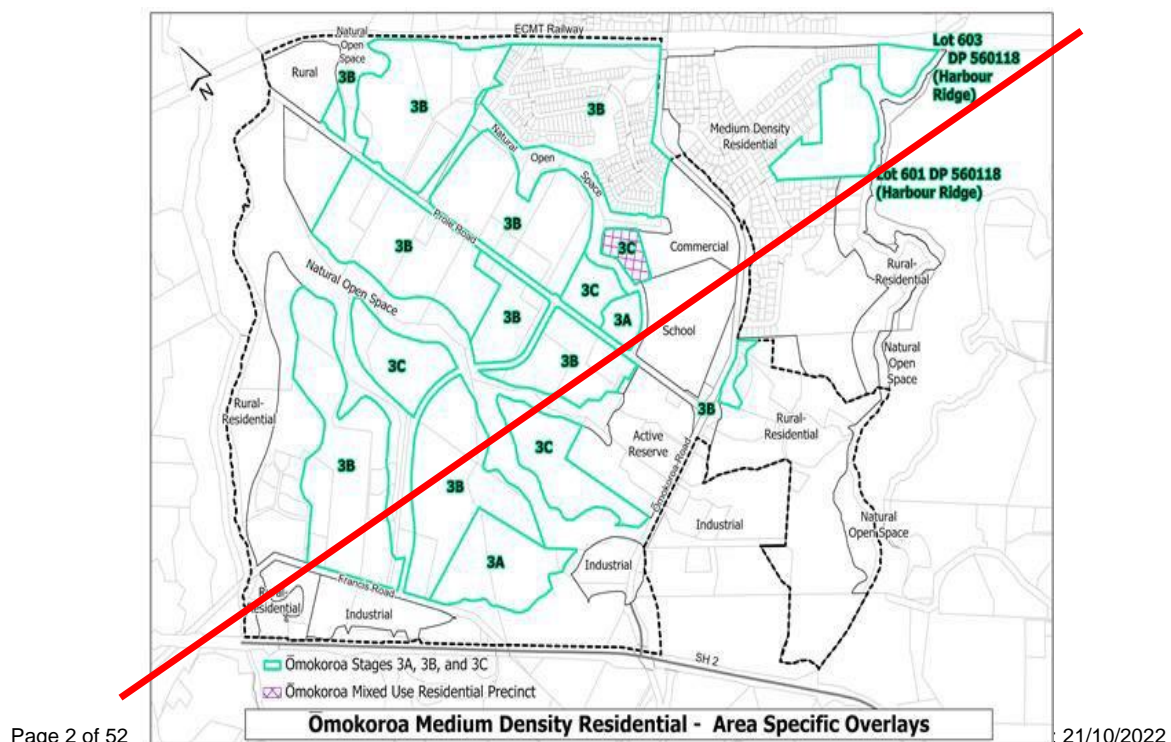 ECMT Railway
Natural
Open
Space
Lot 603
DP 560118
(Harbour
Ridge)
N
Rural
3B
3B
3B
Medium Density
Residential
Natural
Open
Space
Lot 601 DP 560118
(Harbour Ridge)
Prole Road
3B
3B
3C
Commercial
Rural-
Residential
Natural Open Space
3C
3A
School
3B
3B
Natural
Open
Space
3C
Rural-
Residential
3B
Rural-
Residential
Active
Reserve
3C
Ōmokoroa Road
3B
3B
Industrial
Natural
Open Space
3A
Industrial
Francis Road
Rural-
Residential
Industrial
SH 2
Ōmokoroa Stages 3A, 3B, and 3C
Ōmokoroa Mixed Use Residential Precinct
Ōmokoroa Medium Density Residential - Area Specific Overlays
Page 2 of 52
: 21/10/2022